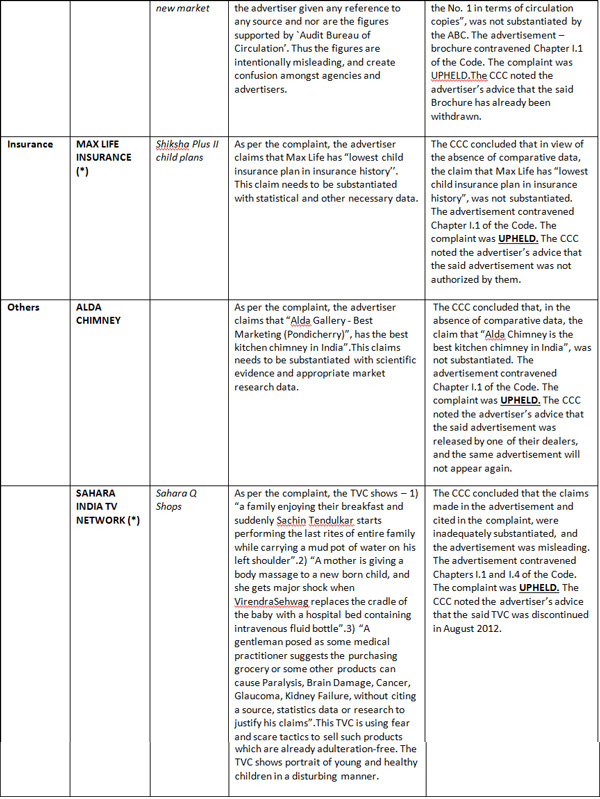 new market
the advertiser given any reference to
any source and nor are the figures
supported by `Audit Bureau of
Circulation'. Thus the figures are
intentionally misleading, and create
confusion amongst agencies and
advertisers.
the No. 1 in terms of circulation
copies”, was not substantiated by
the ABC. The advertisement –
brochure contravened Chapter I.1
of the Code. The complaint was
UPHELD.The CCC noted the
advertiser’s advice that the said
Brochure has already been
withdrawn.
Insurance
MAX LIFE
INSURANCE
(*)
Shiksha Plus II
child plans
As per the complaint, the advertiser
claims that Max Life has “lowest child
insurance plan in insurance history’’.
This claim needs to be substantiated
with statistical and other necessary data.
The CCC concluded that in view of
the absence of comparative data,
the claim that Max Life has “lowest
child insurance plan in insurance
history”, was not substantiated.
The advertisement contravened
Chapter I.1 of the Code. The
complaint was UPHELD. The CCC
noted the advertiser’s advice that
the said advertisement was not
authorized by them.
Others
ALDA
CHIMNEY
As per the complaint, the advertiser
claims that “Alda Gallery - Best
Marketing (Pondicherry)”, has the best
kitchen chimney in India”.This claims
needs to be substantiated with scientific
evidence and appropriate market
research data.
The CCC concluded that, in the
absence of comparative data, the
claim that “Alda Chimney is the
best kitchen chimney in India”, was
not substantiated. The
advertisement contravened
Chapter I.1 of the Code. The
complaint was UPHELD. The CCC
noted the advertiser’s advice that
the said advertisement was
released by one of their dealers,
and the same advertisement will
not appear again.
SAHARA
INDIA TV
NETWORK (*)
Sahara Q
Shops
As per the complaint, the TVC shows – 1)
“a family enjoying their breakfast and
suddenly Sachin Tendulkar starts
performing the last rites of entire family
while carrying a mud pot of water on his
left shoulder”.2) “A mother is giving a
body massage to a new born child, and
she gets major shock when
VirendraSehwag replaces the cradle of
the baby with a hospital bed containing
intravenous fluid bottle”.3) “A
gentleman posed as some medical
practitioner suggests the purchasing
grocery or some other products can
cause Paralysis, Brain Damage, Cancer,
Glaucoma, Kidney Failure, without citing
a source, statistics data or research to
justify his claims”.This TVC is using fear
and scare tactics to sell such products
which are already adulteration-free. The
TVC shows portrait of young and healthy
children in a disturbing manner.
The CCC concluded that the claims
made in the advertisement and
cited in the complaint, were
inadequately substantiated, and
the advertisement was misleading.
The advertisement contravened
Chapters I.1 and I.4 of the Code.
The complaint was UPHELD. The
CCC noted the advertiser’s advice
that the said TVC was discontinued
in August 2012.